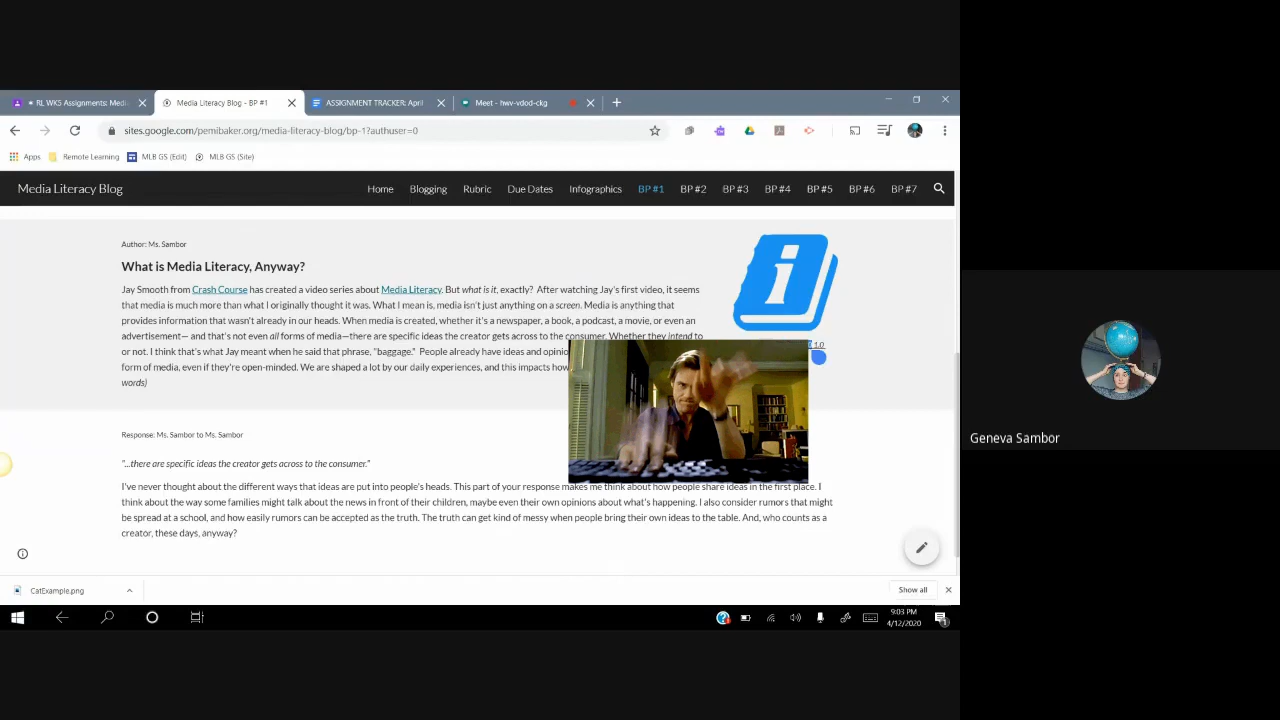 RL WK5 Assignments: Medi
Media Literacy Blog - BP #1
ASSIGNMENT TRACKER: April
Meet - hwv-vdod-ckg
sites.google.com/pemibaker.org/media-literacy-blog/bp-1?authuser=0
Apps
Remote Learning
MLB GS (Edit)
MLB GS (Site)
Media Literacy Blog
Home
Blogging
Rubric
Due Dates
Infographics
BP #1
BP #2
BP #3
BP #4
BP #5
BP #6
BP #7
Author: Ms. Sambor
What is Media Literacy, Anyway?
Jay Smooth from Crash Course has created a video series about Media Literacy. But what is it, exactly? After watching Jay's first video, it seems
that media is much more than what I originally thought it was. What I mean is, media isn't just anything on a screen. Media is anything that
provides information that wasn't already in our heads. When media is created, whether it's a newspaper, a book, a podcast, a movie, or even an
advertisement— and that's not even all forms of media—there are specific ideas the creator gets across to the consumer. Whether they intend to
or not. I think that's what Jay meant when he said that phrase, "baggage." People already have ideas and opinio
form of media, even if they're open-minded. We are shaped a lot by our daily experiences, and this impacts how
words)
1.0
Response: Ms. Sambor to Ms. Sambor
"...there are specific ideas the creator gets across to the consumer."
I've never thought about the different ways that ideas are put into people's heads. This part of your response makes me think about how people share ideas in the first place. I
think about the way some families might talk about the news in front of their children, maybe even their own opinions about what's happening. I also consider rumors that might
be spread at a school, and how easily rumors can be accepted as the truth. The truth can get kind of messy when people bring their own ideas to the table. And, who counts as a
creator, these days, anyway?
CatExample.png
Show all
9:03 PM
4/12/2020
Geneva Sambor